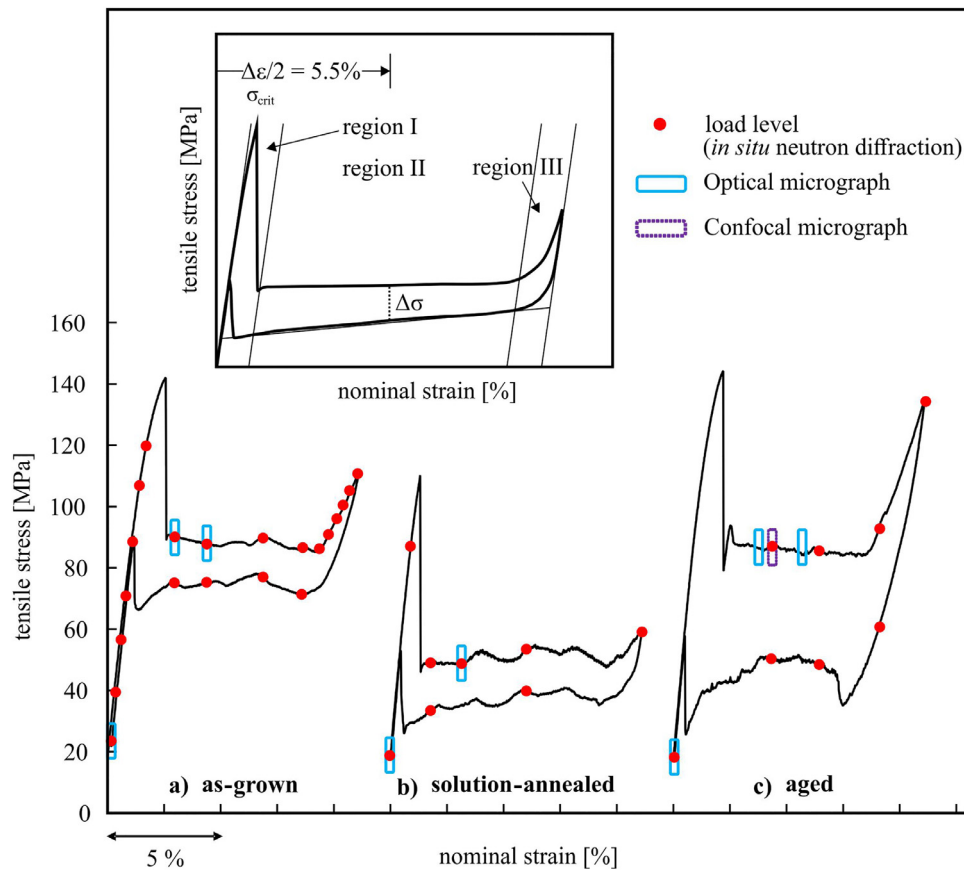 Δε/2 = 5.5%
σcrit
region I
region II
region III
Δσ
tensile stress [MPa]
nominal strain [%]
load level
(in situ neutron diffraction)
Optical micrograph
Confocal micrograph
160
140
120
100
80
60
40
20
0
tensile stress [MPa]
a) as-grown
b) solution-annealed
c) aged
5 %
nominal strain [%]